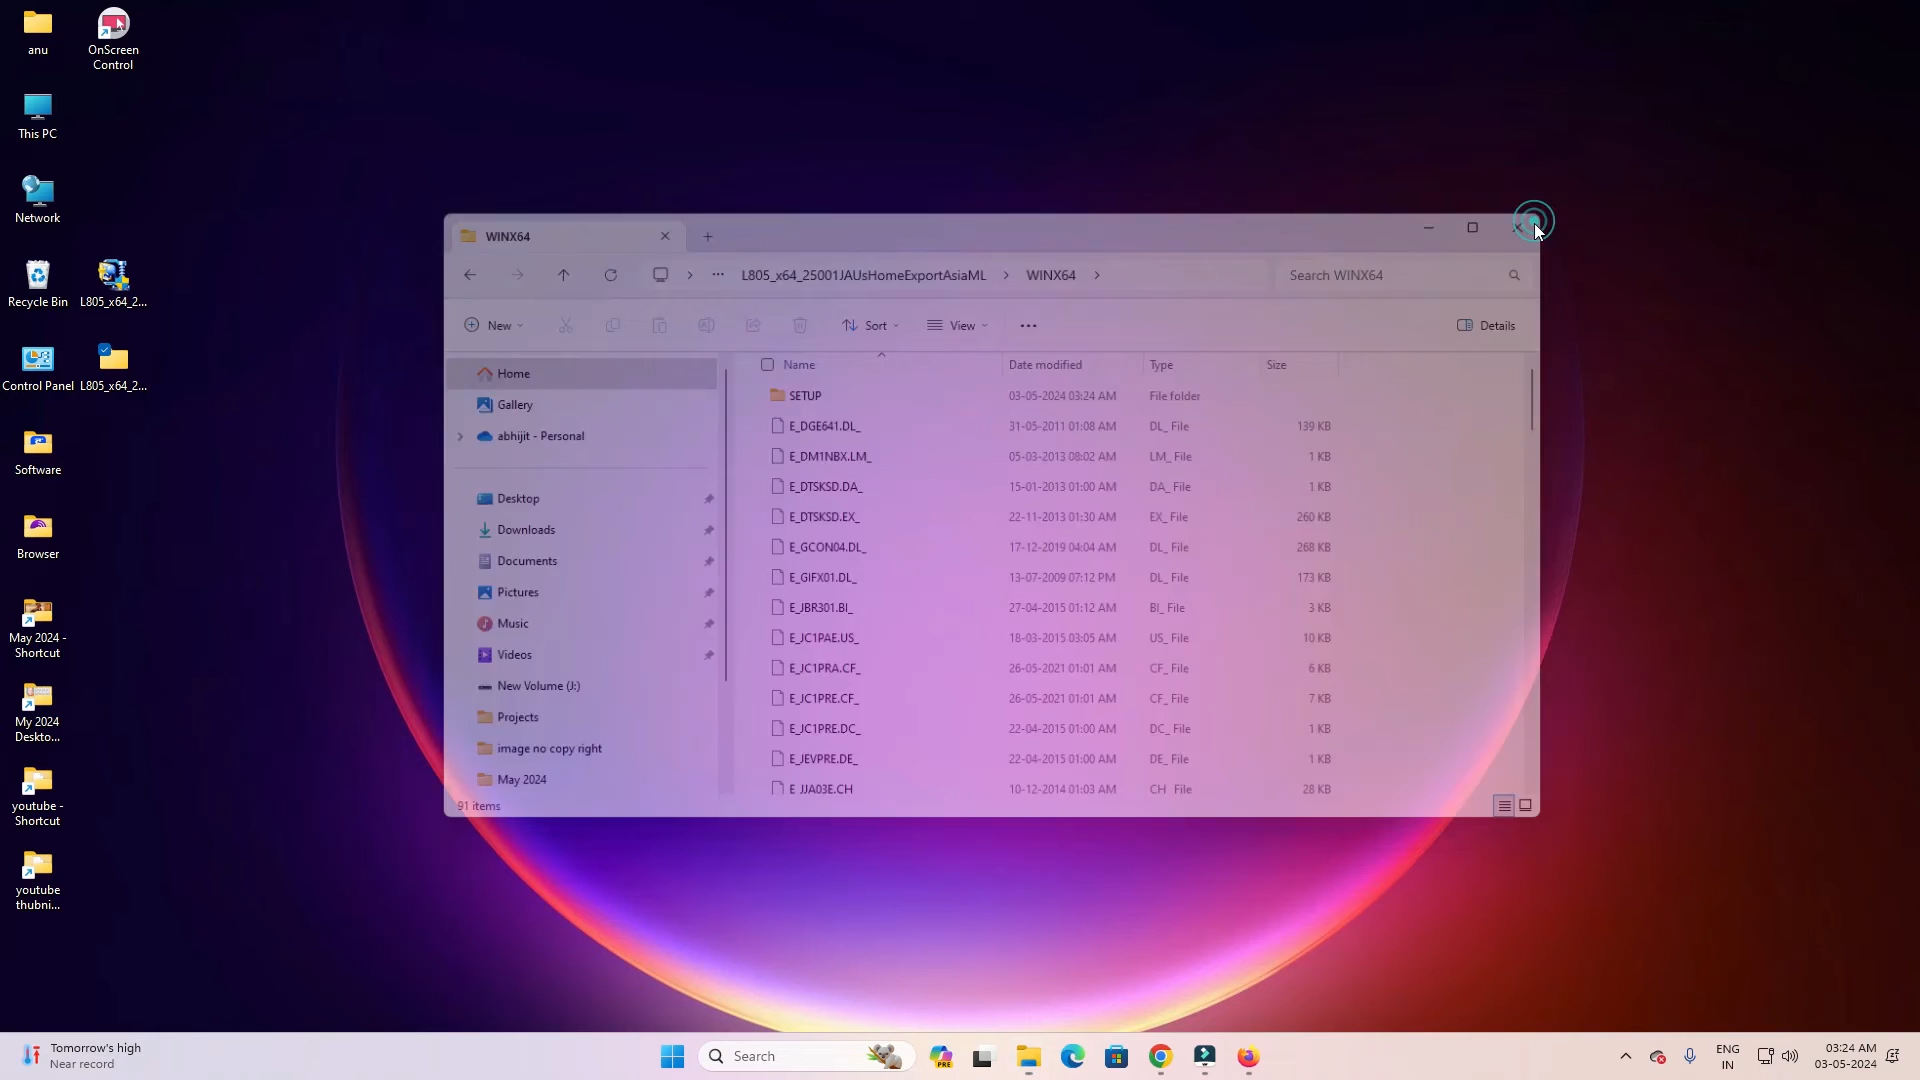 anu
OnScreen
Control
This PC
Network
Recycle Bin
L805_x64_2...
Control Panel
L805_x64_2...
Software
Browser
May 2024 -
Shortcut
My 2024
Deskto...
youtube -
Shortcut
youtube
thubni...
WINX64
L805_x64_25001JAUsHomeExportAsiaML
WINX64
Search WINX64
New
Sort
View
Details
Name Date modified Type Size
Home
Gallery
abhijit - Personal
Desktop
Downloads
Documents
Pictures
Music
Videos
New Volume (J:)
Projects
image no copy right
May 2024
SETUP 03-05-2024 03:24 AM File folder
E_DGE641.DL_ 31-05-2011 01:08 AM DL_ File 139 KB
E_DM1NBX.LM_ 05-03-2013 08:02 AM LM_ File 1 KB
E_DTSKSD.DA_ 15-01-2013 01:00 AM DA_ File 1 KB
E_DTSKSD.EX_ 22-11-2013 01:30 AM EX_ File 260 KB
E_GCON04.DL_ 17-12-2019 04:04 AM DL_ File 268 KB
E_GIFX01.DL_ 13-07-2009 07:12 PM DL_ File 173 KB
E_JBR301.BI_ 27-04-2015 01:12 AM BI_ File 3 KB
E_JC1PAE.US_ 18-03-2015 03:05 AM US_ File 10 KB
E_JC1PRA.CF_ 26-05-2021 01:01 AM CF_ File 6 KB
E_JC1PRE.CF_ 26-05-2021 01:01 AM CF_ File 7 KB
E_JC1PRE.DC_ 22-04-2015 01:00 AM DC_ File 1 KB
E_JEVPRE.DE_ 22-04-2015 01:00 AM DE_ File 1 KB
E_JJA03E.CH 10-12-2014 01:03 AM CH File 28 KB
91 items
Tomorrow's high
Near record
Search
PRE
ENG
IN
03:24 AM
03-05-2024